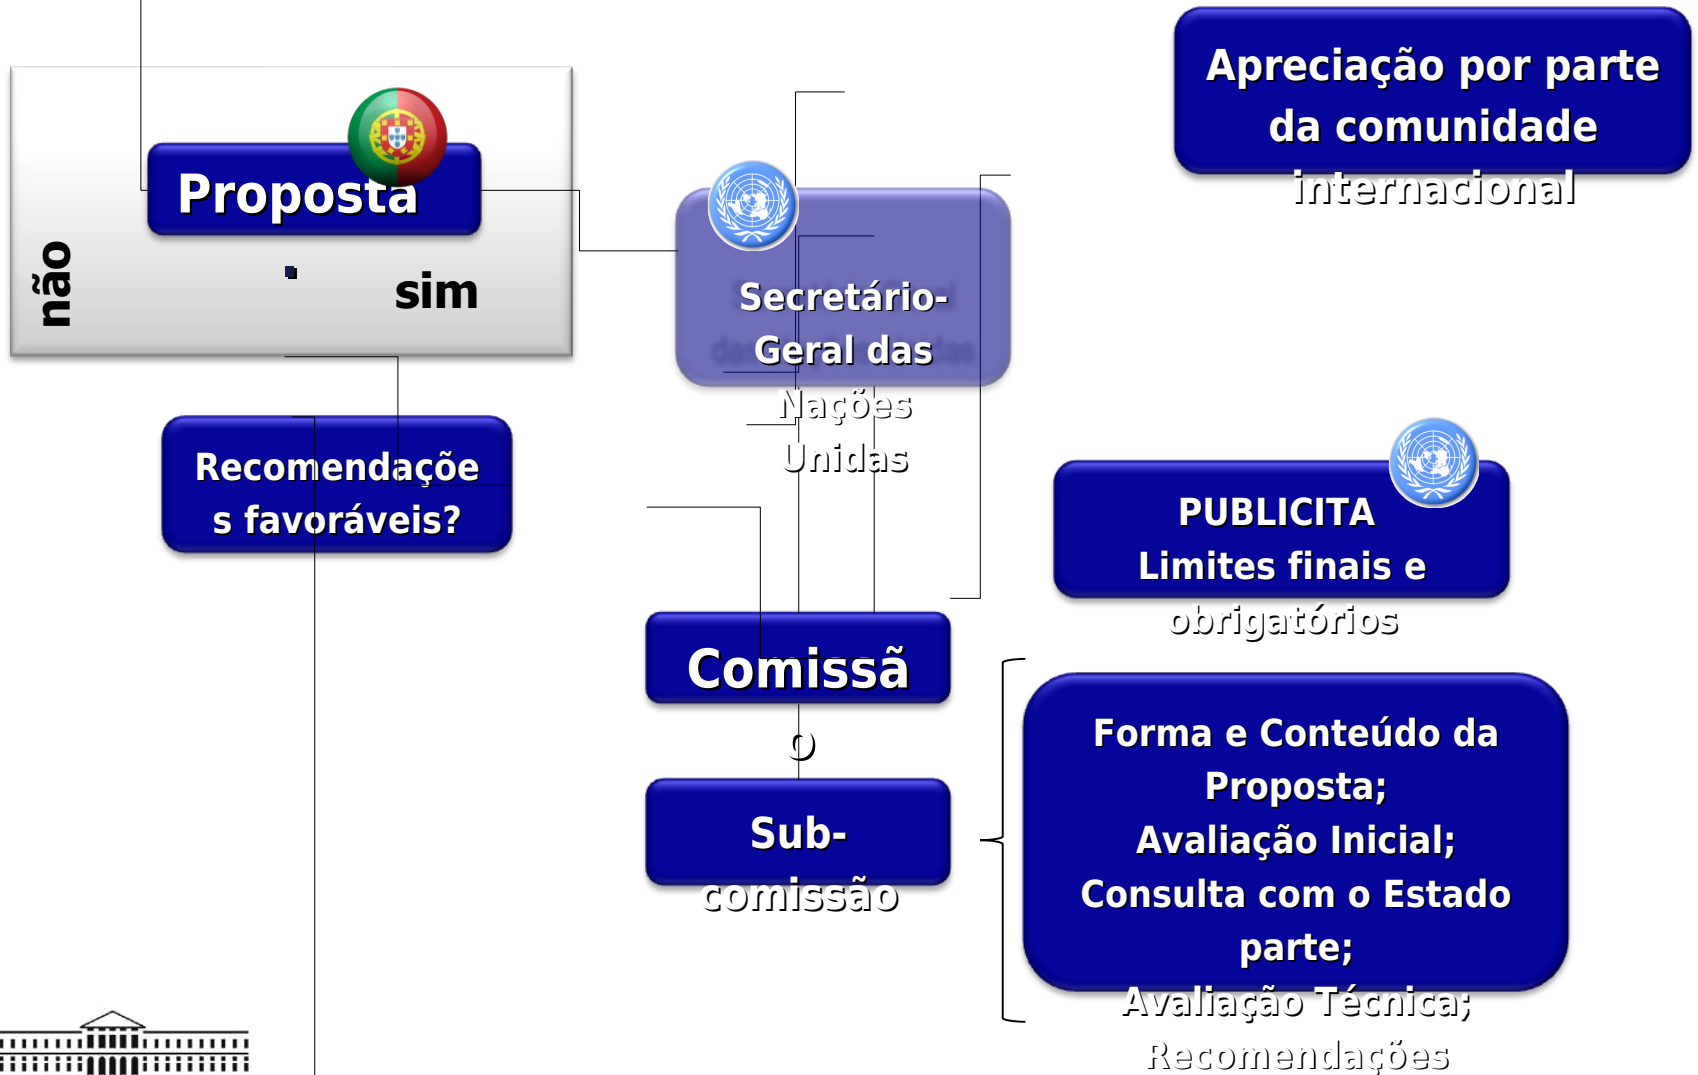 Apreciação por parte
da comunidade
internacional
Proposta
não
sim
Secretário-
Geral das
Nações
Unidas
Recomendaçõe
s favoráveis?
PUBLICITA
Limites finais e
obrigatórios
Comissã
o
Sub-
comissão
Forma e Conteúdo da
Proposta;
Avaliação Inicial;
Consulta com o Estado
parte;
Avaliação Técnica;
Recomendações